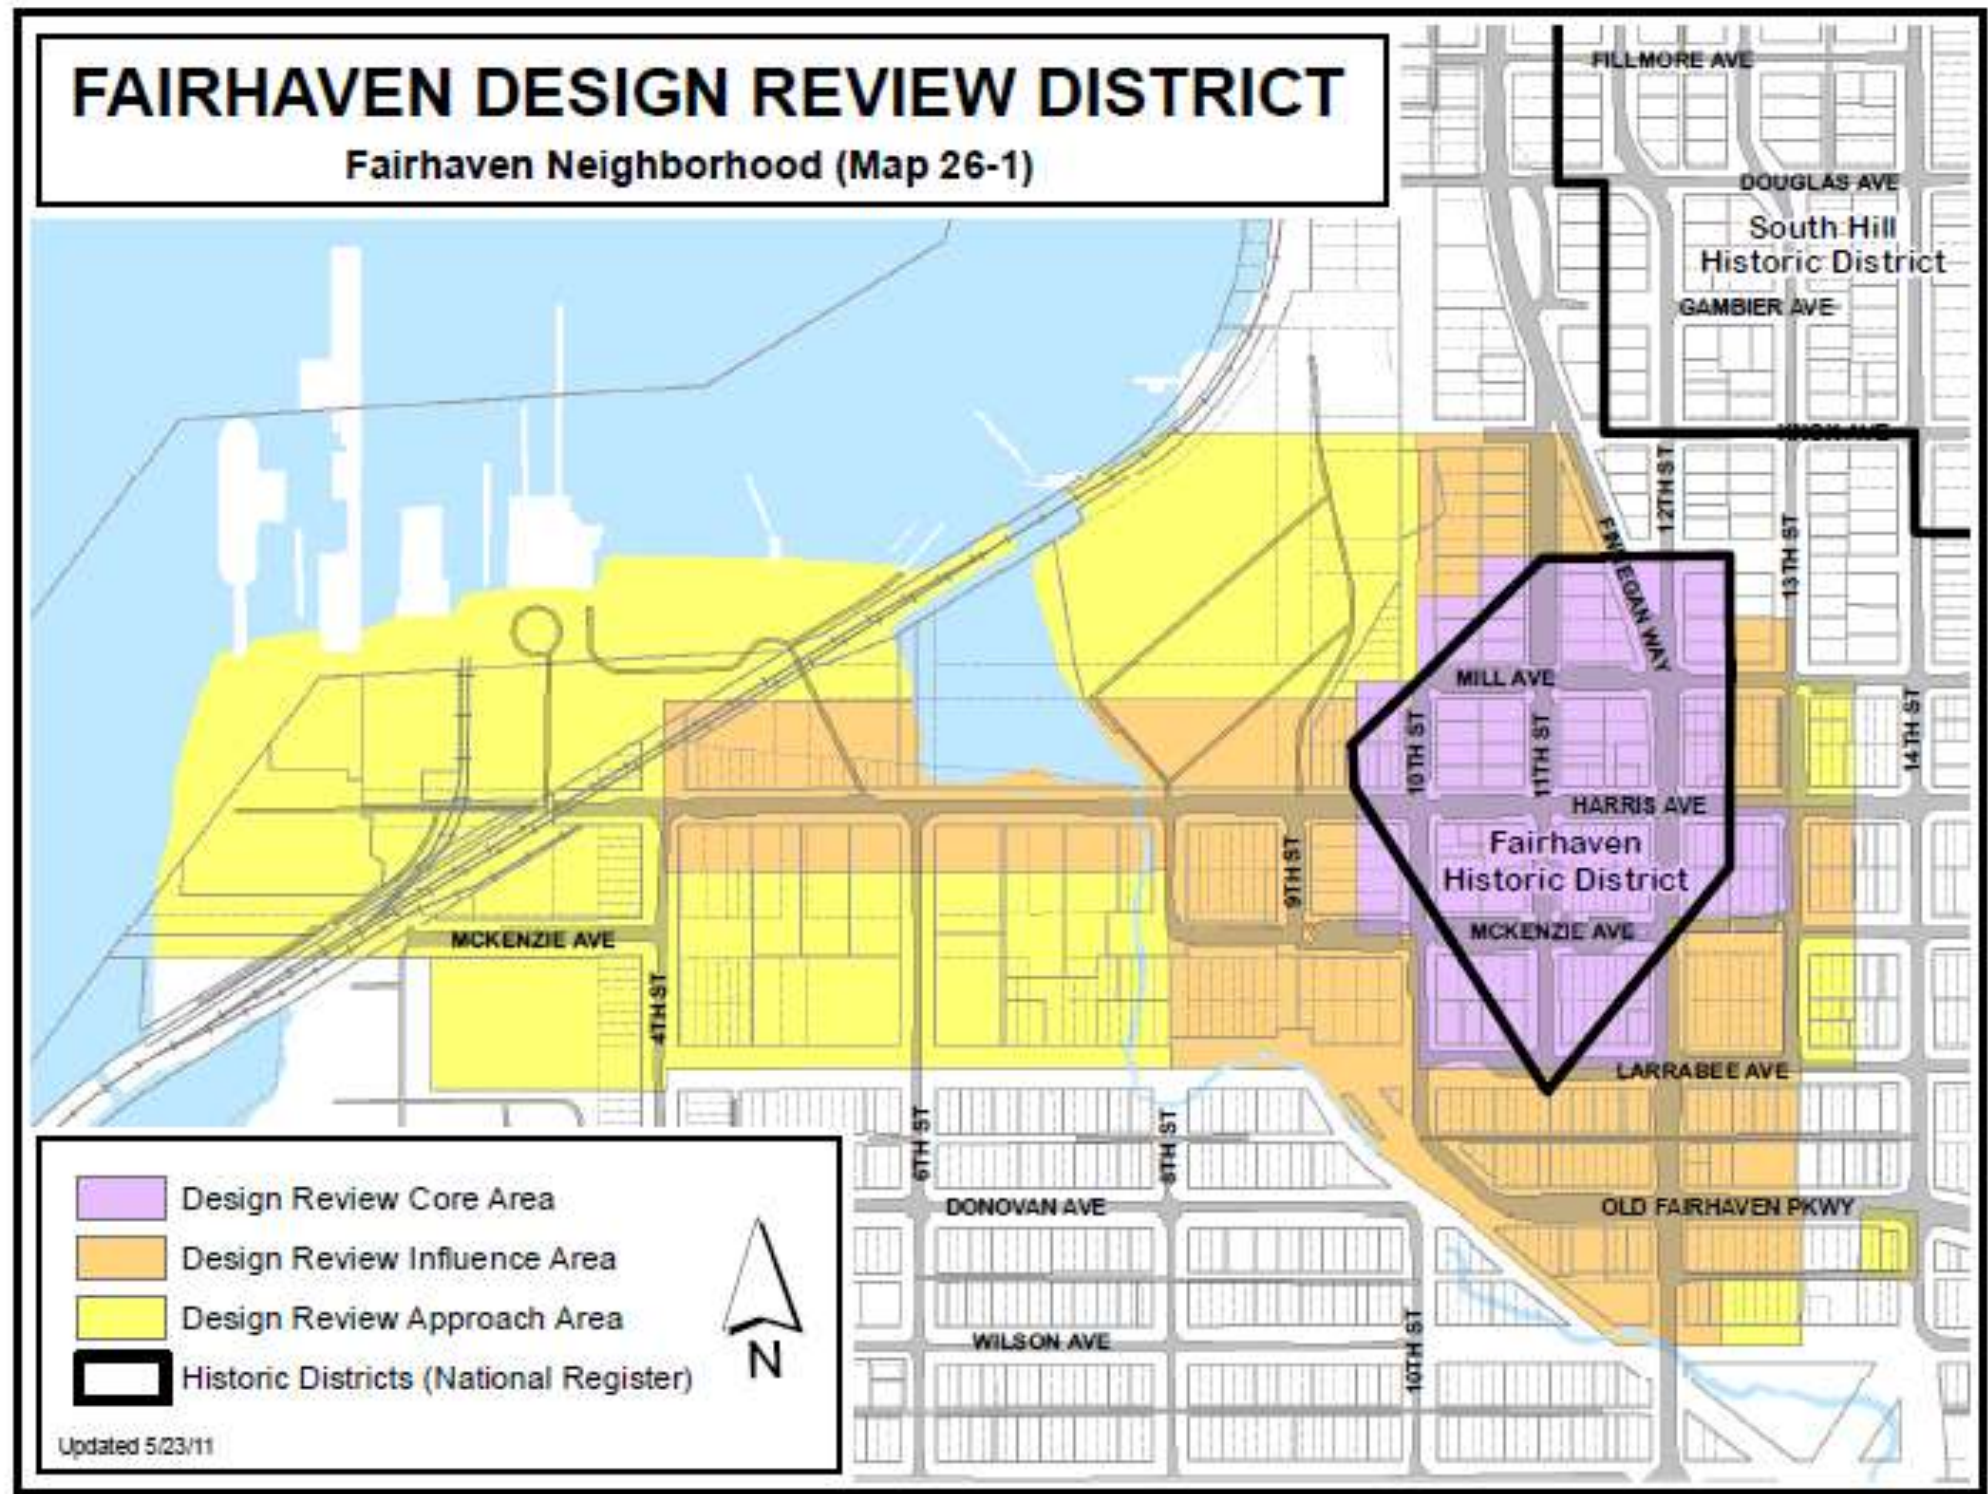 FAIRHAVEN DESIGN REVIEW DISTRICT
Fairhaven Neighborhood (Map 26-1)
FILLMORE AVE
DOUGLAS AVE
South Hill
Historic District
GAMBIER AVE
KNOX AVE
12TH ST
13TH ST
FINNEGAN WAY
MILL AVE
10TH ST
11TH ST
14TH ST
HARRIS AVE
Fairhaven
Historic District
9TH ST
MCKENZIE AVE
MCKENZIE AVE
4TH ST
LARRABEE AVE
6TH ST
8TH ST
DONOVAN AVE
OLD FAIRHAVEN PKWY
WILSON AVE
10TH ST
Design Review Core Area
Design Review Influence Area
Design Review Approach Area
Historic Districts (National Register)
N
Updated 5/23/11